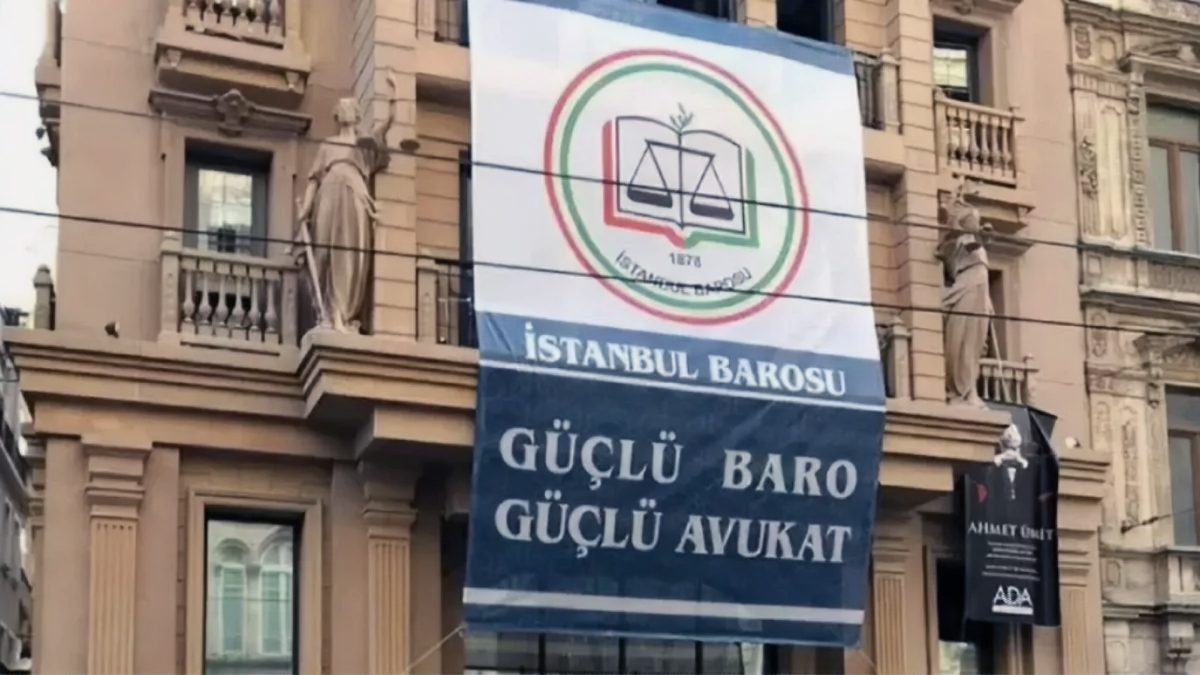 1878
İSTANBUL BAROSU
İSTANBUL BAROSU
GÜÇLÜ BARO
GÜÇLÜ AVUKAT
AHMET ÜMİT
ADA